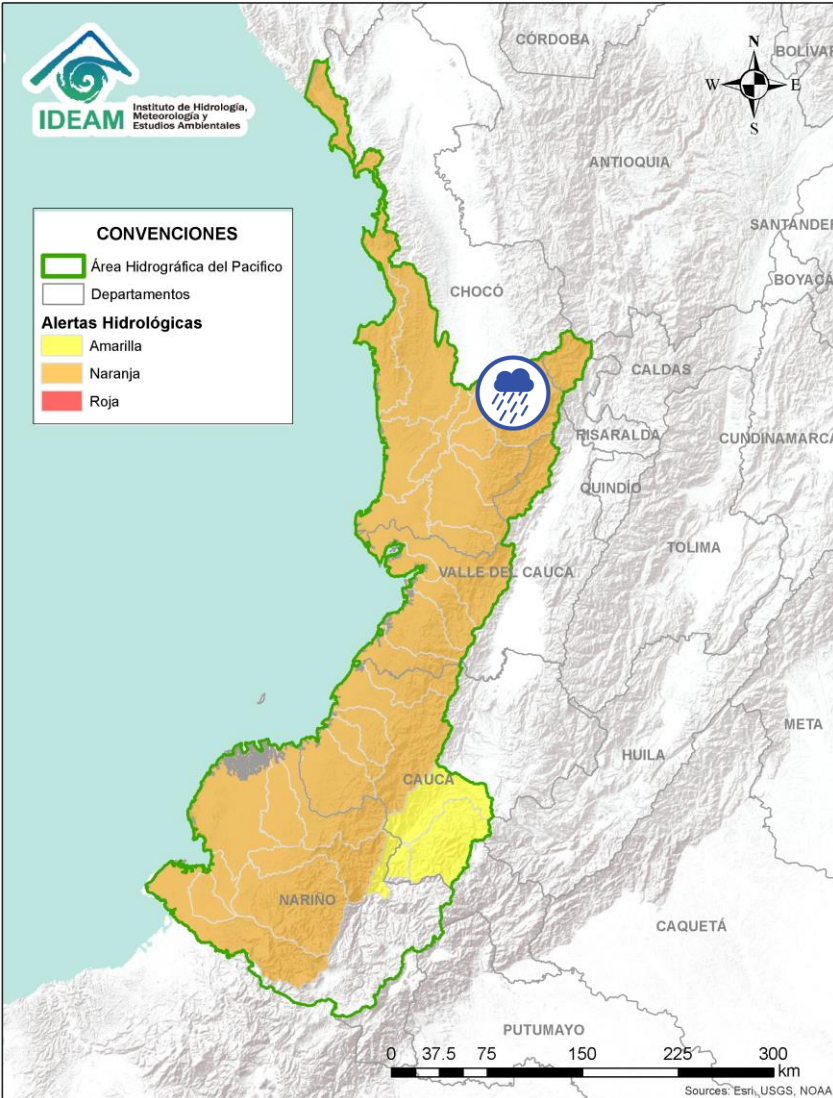 IDEAM
Instituto de Hidrología,
Meteorología y
Estudios Ambientales
N
W
E
S
CONVENCIONES
Área Hidrográfica del Pacifico
Departamentos
Alertas Hidrológicas
Amarilla
Naranja
Roja
CÓRDOBA
BOLÍVAR
ANTIOQUIA
SANTANDER
BOYACÁ
CHOCÓ
CALDAS
RISARALDA
CUNDINAMARCA
QUINDÍO
TOLIMA
VALLE DEL CAUCA
META
HUILA
CAUCA
NARIÑO
CAQUETÁ
PUTUMAYO
0 37.5 75 150 225 300
km
Sources: Esri, USGS, NOAA